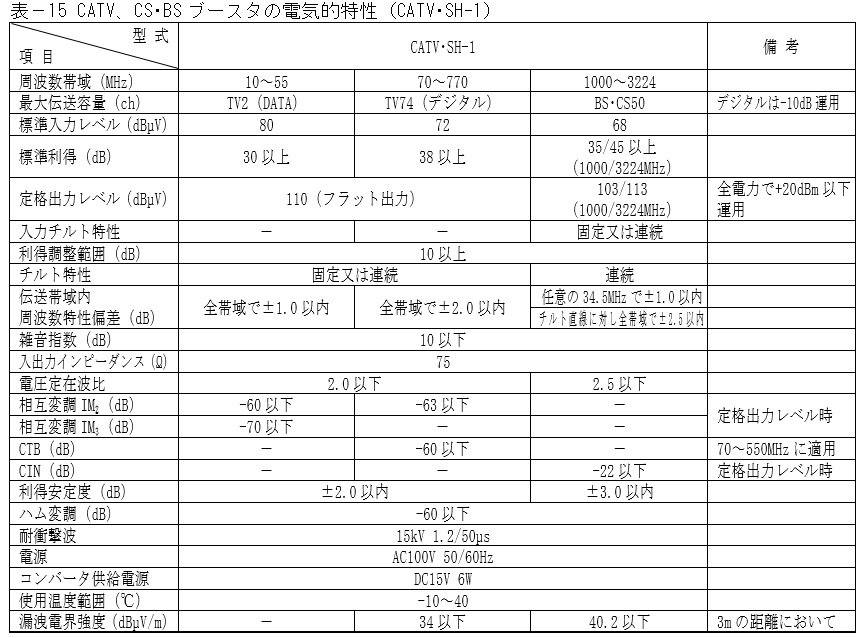 表－15 CATV、CS･BS ブースタの電気的特性 (CATV･SH-1)
型 式
項 目
CATV･SH-1
備 考
周波数帯域 (MHz) 10～55 70～770 1000～3224
最大伝送容量 (ch) TV2 (DATA) TV74 (デジタル) BS･CS50 デジタルは-10dB 運用
標準入力レベル (dBμV) 80 72 68
標準利得 (dB) 30 以上 38 以上 35/45 以上
(1000/3224MHz)
定格出力レベル (dBμV) 110 (フラット出力) 103/113
(1000/3224MHz)
全電力で+20dBm 以下
運用
入力チルト特性 － － 固定又は連続
利得調整範囲 (dB) 10 以上
チルト特性 固定又は連続 連続
伝送帯域内
周波数特性偏差 (dB)
全帯域で±1.0 以内 全帯域で±2.0 以内 任意の 34.5MHz で±1.0 以内
チルト直線に対し全帯域で±2.5 以内
雑音指数 (dB) 10 以下
入出力インピーダンス (Ω) 75
電圧定在波比 2.0 以下 2.5 以下
相互変調 IM₂ (dB) -60 以下 -63 以下 － 定格出力レベル時
相互変調 IM₃ (dB) -70 以下 － －
CTB (dB) － -60 以下 － 70～550MHz に適用
CIN (dB) － － -22 以下 定格出力レベル時
利得安定度 (dB) ±2.0 以内 ±3.0 以内
ハム変調 (dB) -60 以下
耐衝撃波 15kV 1.2/50μs
電源 AC100V 50/60Hz
コンバータ供給電源 DC15V 6W
使用温度範囲 (℃) -10～40
漏洩電界強度 (dBμV/m) － 34 以下 40.2 以下 3m の距離において